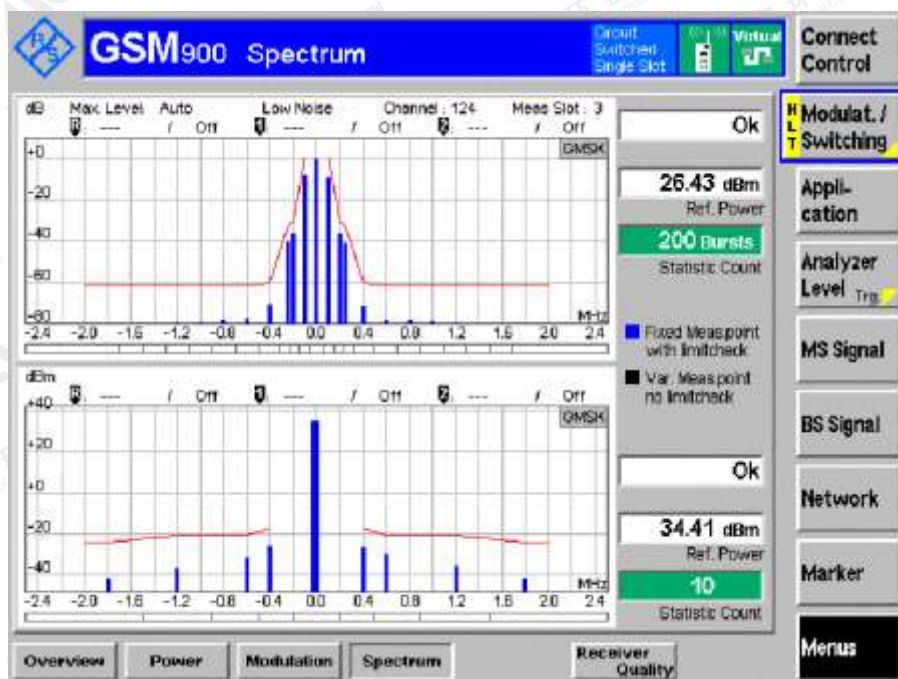 GSM900 Spectrum
Circuit
Switched
Single Slot
Virtual
Connect
Control
dB Max. Level Auto Low Noise Channel : 124 Meas Slot : 3
--- / Off --- / Off --- / Off
GMSK
+0
-20
-40
-60
-80
MHz
-2.4 -2.0 -1.6 -1.2 -0.8 -0.4 0.0 0.4 0.8 1.2 1.6 2.0 2.4
Ok
26.43 dBm
Ref. Power
200 Bursts
Statistic Count
Fixed Meas.point
with limitcheck
Var. Meas.point
no limitcheck
dBm
--- / Off --- / Off --- / Off
GMSK
+40
+20
+0
-20
-40
MHz
-2.4 -2.0 -1.6 -1.2 -0.8 -0.4 0.0 0.4 0.8 1.2 1.6 2.0 2.4
Ok
34.41 dBm
Ref. Power
10
Statistic Count
HLT
Modulat. /
Switching
Appli-
cation
Analyzer
Level Trg.
MS Signal
BS Signal
Network
Marker
Menus
Overview Power Modulation Spectrum Receiver
Quality